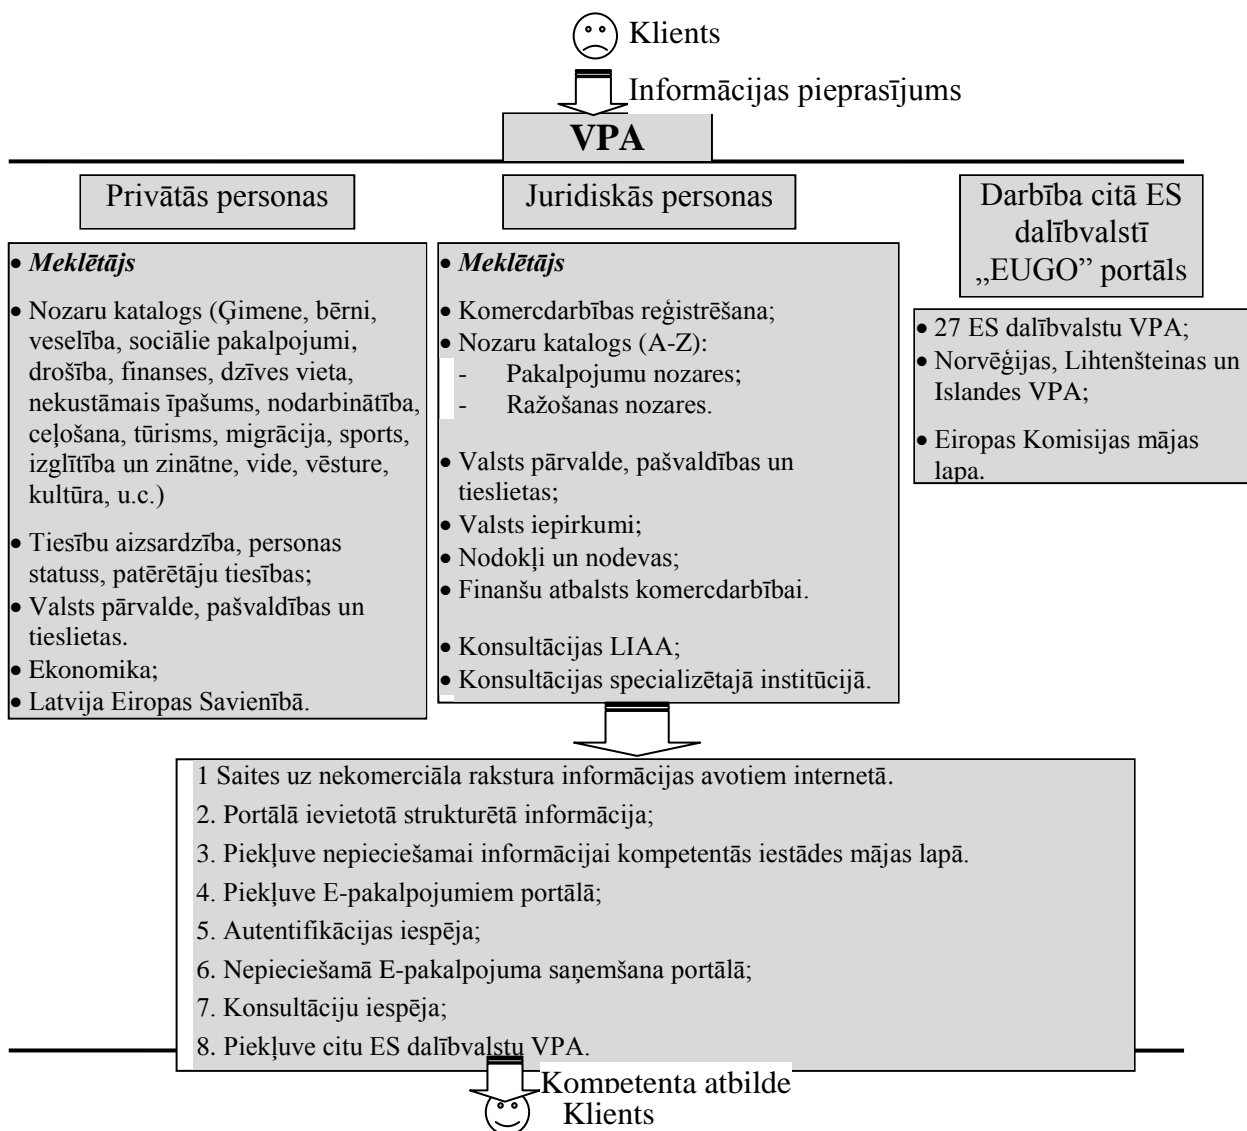 Klients
Informācijas pieprasījums
VPA
Privātās personas
• Meklētājs
• Nozaru katalogs (Ģimene, bērni,
veselība, sociālie pakalpojumi,
drošība, finanses, dzīves vieta,
nekustāmais īpašums, nodarbinātība,
ceļošana, tūrisms, migrācija, sports,
izglītība un zinātne, vide, vēsture,
kultūra, u.c.)
• Tiesību aizsardzība, personas
statuss, patērētāju tiesības;
• Valsts pārvalde, pašvaldības un
tieslietas.
• Ekonomika;
• Latvija Eiropas Savienībā.
Juridiskās personas
• Meklētājs
• Komercdarbības reģistrēšana;
• Nozaru katalogs (A-Z):
- Pakalpojumu nozares;
- Ražošanas nozares.
• Valsts pārvalde, pašvaldības un
tieslietas;
• Valsts iepirkumi;
• Nodokļi un nodevas;
• Finanšu atbalsts komercdarbībai.
• Konsultācijas LIAA;
• Konsultācijas specializētajā institūcijā.
Darbība citā ES
dalībvalstī
„EUGO” portāls
• 27 ES dalībvalstu VPA;
• Norvēģijas, Lihtenšteinas un
Islandes VPA;
• Eiropas Komisijas mājas
lapa.
1 Saites uz nekomerciāla rakstura informācijas avotiem internetā.
2. Portālā ievietotā strukturētā informācija;
3. Piekļuve nepieciešamai informācijai kompetentās iestādes mājas lapā.
4. Piekļuve E-pakalpojumiem portālā;
5. Autentifikācijas iespēja;
6. Nepieciešamā E-pakalpojuma saņemšana portālā;
7. Konsultāciju iespēja;
8. Piekļuve citu ES dalībvalstu VPA.
Kompetenta atbilde
Klients